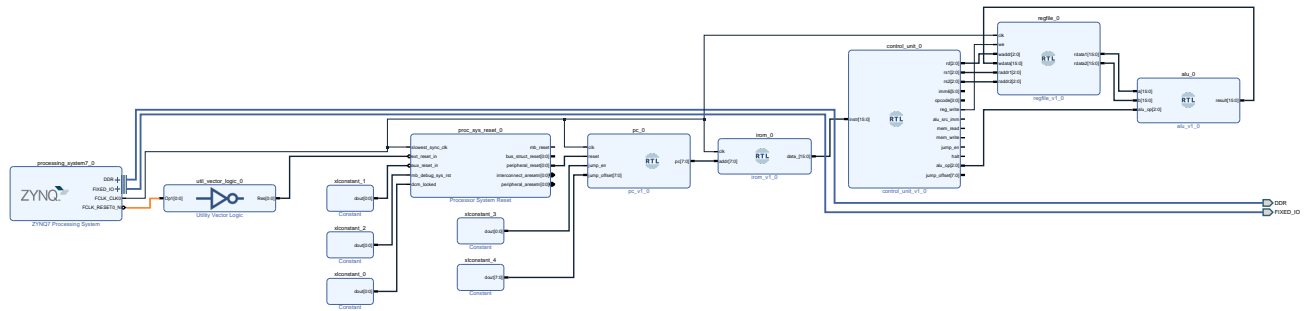 processing_system7_0
DDR
FIXED_IO
FCLK_CLK0
FCLK_RESET0_N
ZYNQ
ZYNQ7 Processing System
util_vector_logic_0
Op1[0:0]
Res[0:0]
Utility Vector Logic
xlconstant_1
dout[0:0]
Constant
xlconstant_2
dout[0:0]
Constant
xlconstant_0
dout[0:0]
Constant
proc_sys_reset_0
slowest_sync_clk
ext_reset_in
aux_reset_in
mb_debug_sys_rst
dcm_locked
mb_reset
bus_struct_reset[0:0]
peripheral_reset[0:0]
interconnect_aresetn[0:0]
peripheral_aresetn[0:0]
Processor System Reset
xlconstant_3
dout[0:0]
Constant
xlconstant_4
dout[7:0]
Constant
pc_0
clk
reset
jump_en
jump_offset[7:0]
RTL
pc[7:0]
pc_v1_0
irom_0
clk
addr[7:0]
RTL
data_[15:0]
irom_v1_0
control_unit_0
instr[15:0]
RTL
rd[2:0]
rs1[2:0]
rs2[2:0]
imm6[5:0]
opcode[3:0]
reg_write
alu_src_imm
mem_read
mem_write
jump_en
halt
alu_op[2:0]
jump_offset[7:0]
control_unit_v1_0
regfile_0
clk
we
waddr[2:0]
wdata[15:0]
raddr1[2:0]
raddr2[2:0]
RTL
rdata1[15:0]
rdata2[15:0]
regfile_v1_0
alu_0
a[15:0]
b[15:0]
alu_op[2:0]
RTL
result[15:0]
alu_v1_0
DDR
FIXED_IO